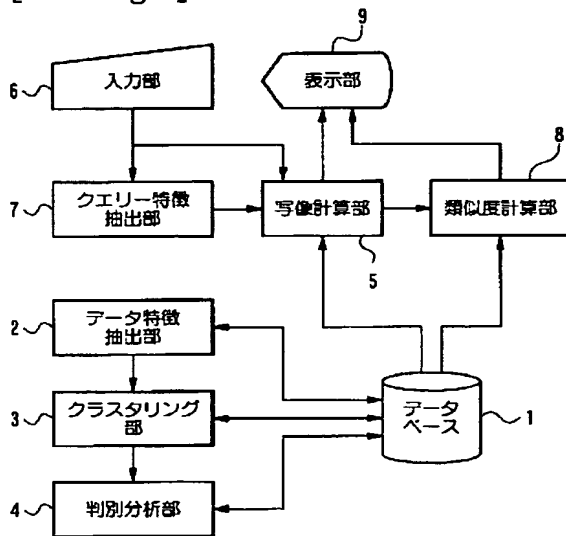 9
入力部
表示部
6
8
クエリー特徴
抽出部
写像計算部
類似度計算部
7
5
データ特徴
抽出部
2
クラスタリング
部
データ
ベース
3
1
判別分析部
4